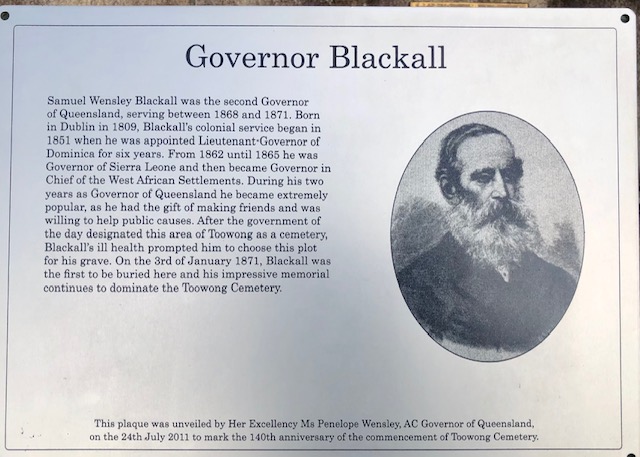 Governor Blackall
Samuel Wensley Blackall was the second Governor
of Queensland, serving between 1868 and 1871. Born
in Dublin in 1809, Blackall's colonial service began in
1851 when he was appointed Lieutenant-Governor of
Dominica for six years. From 1862 until 1865 he was
Governor of Sierra Leone and then became Governor in
Chief of the West African Settlements. During his two
years as Governor of Queensland he became extremely
popular, as he had the gift of making friends and was
willing to help public causes. After the government of
the day designated this area of Toowong as a cemetery,
Blackall's ill health prompted him to choose this plot
for his grave. On the 3rd of January 1871, Blackall was
the first to be buried here and his impressive memorial
continues to dominate the Toowong Cemetery.
This plaque was unveiled by Her Excellency Ms Penelope Wensley, AC Governor of Queensland,
on the 24th July 2011 to mark the 140th anniversary of the commencement of Toowong Cemetery.